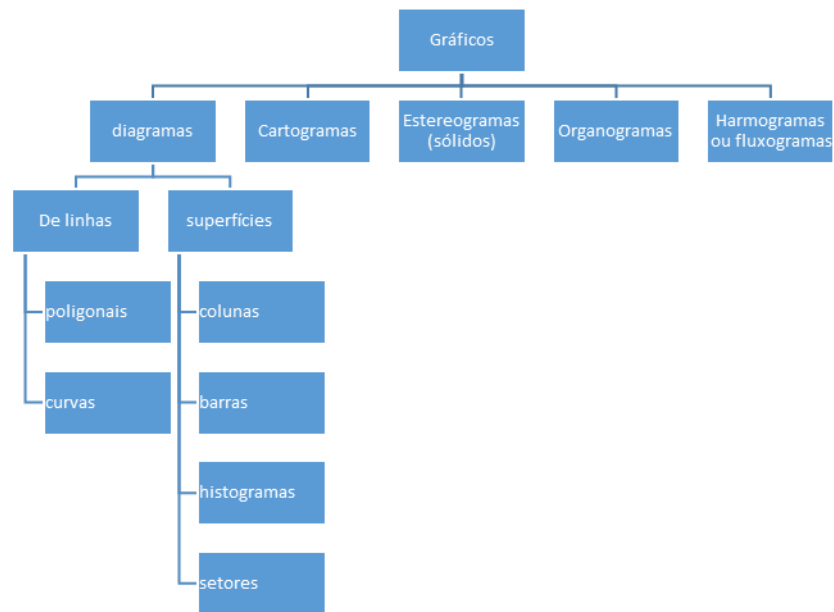 Gráficos
diagramas
Cartogramas
Estereogramas
(sólidos)
Organogramas
Harmogramas
ou fluxogramas
De linhas
superfícies
poligonais
colunas
curvas
barras
histogramas
setores